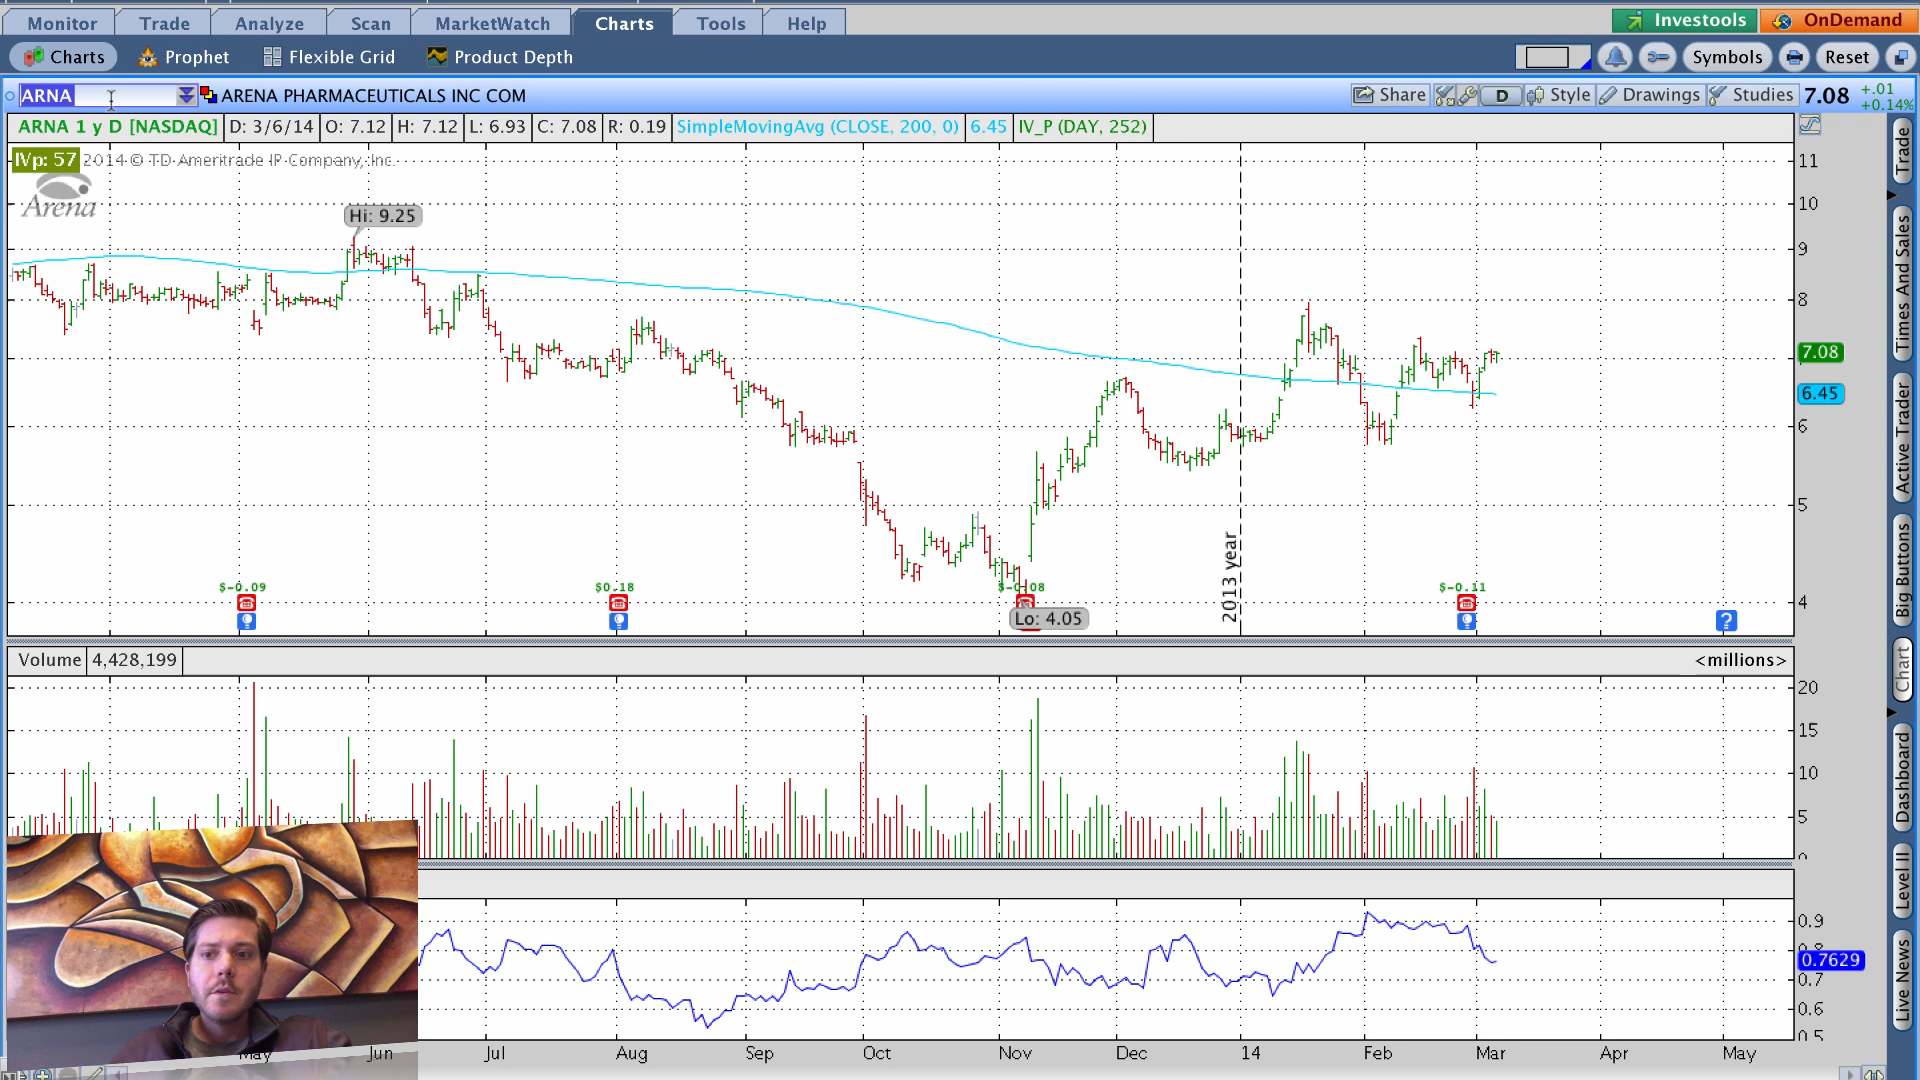 Monitor Trade Analyze Scan MarketWatch Charts Tools Help Investools OnDemand
Charts Prophet Flexible Grid Product Depth Symbols Reset
ARNA ARENA PHARMACEUTICALS INC COM Share D Style Drawings Studies 7.08 +.01 +0.14%
ARNA 1 y D [NASDAQ] D: 3/6/14 O: 7.12 H: 7.12 L: 6.93 C: 7.08 R: 0.19 SimpleMovingAvg (CLOSE, 200, 0) 6.45 IV_P (DAY, 252)
IVp: 57 2014 © TD Ameritrade IP Company, Inc.
Arena
Hi: 9.25
11
10
9
8
7.08
6.45
6
5
4
$-0.09 $0.18 $-0.08 $-0.11
Lo: 4.05
2013 year
?
Volume 4,428,199 <millions>
20
15
10
5
0
0.9
0.8
0.7629
0.7
0.6
0.5
May Jun Jul Aug Sep Oct Nov Dec 14 Feb Mar Apr May
Trade
Times And Sales
Active Trader
Big Buttons
Chart
Dashboard
Level II
Live News